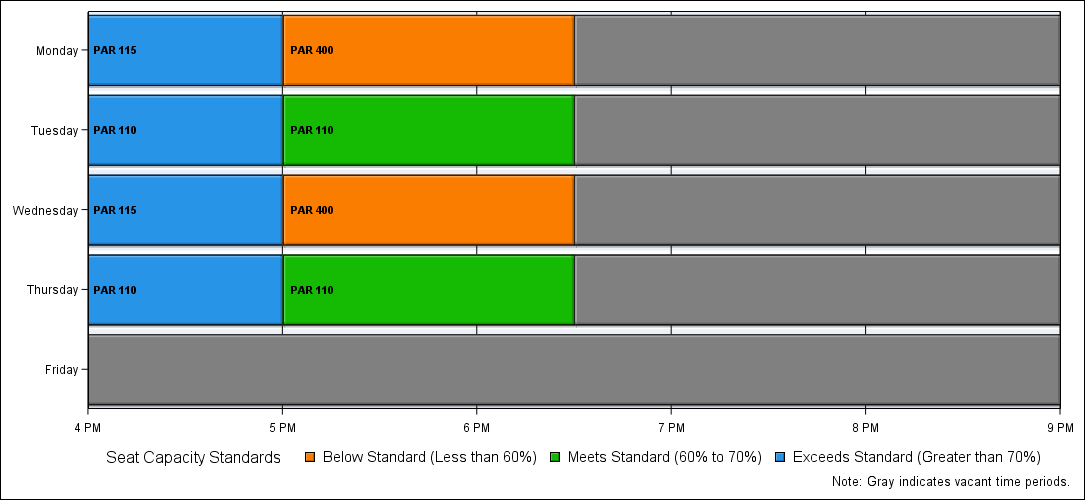 Monday PAR 115 PAR 400
Tuesday PAR 110 PAR 110
Wednesday PAR 115 PAR 400
Thursday PAR 110 PAR 110
Friday
4 PM 5 PM 6 PM 7 PM 8 PM 9 PM
Seat Capacity Standards Below Standard (Less than 60%) Meets Standard (60% to 70%) Exceeds Standard (Greater than 70%)
Note: Gray indicates vacant time periods.